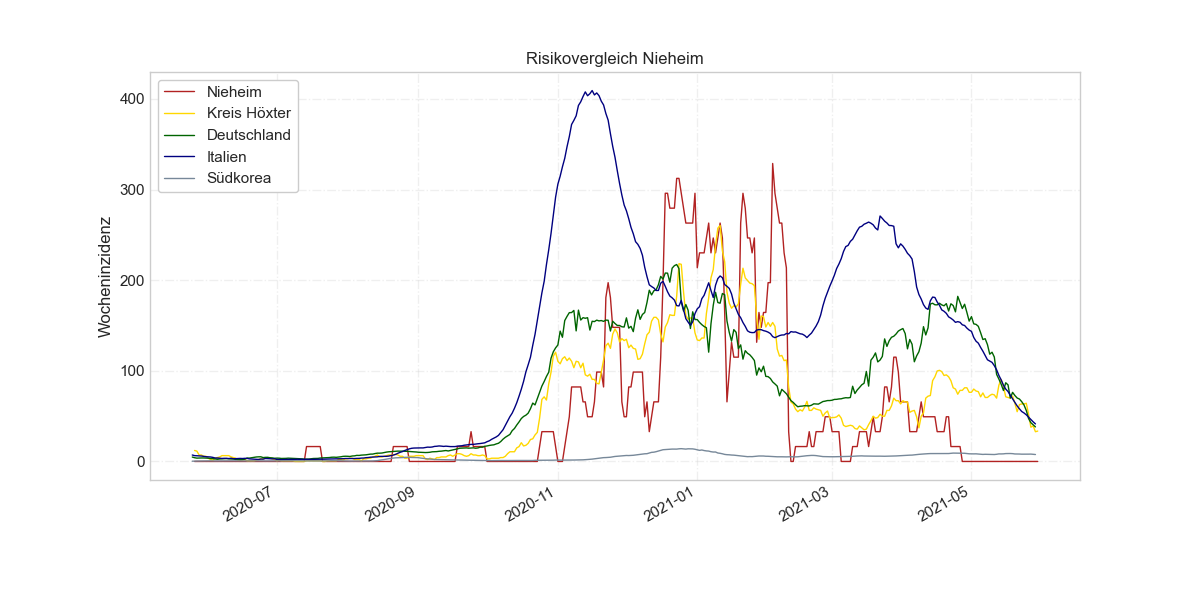 Risikovergleich Nieheim
Nieheim
Kreis Höxter
Deutschland
Italien
Südkorea
Wocheninzidenz
400
300
200
100
0
2020-07
2020-09
2020-11
2021-01
2021-03
2021-05